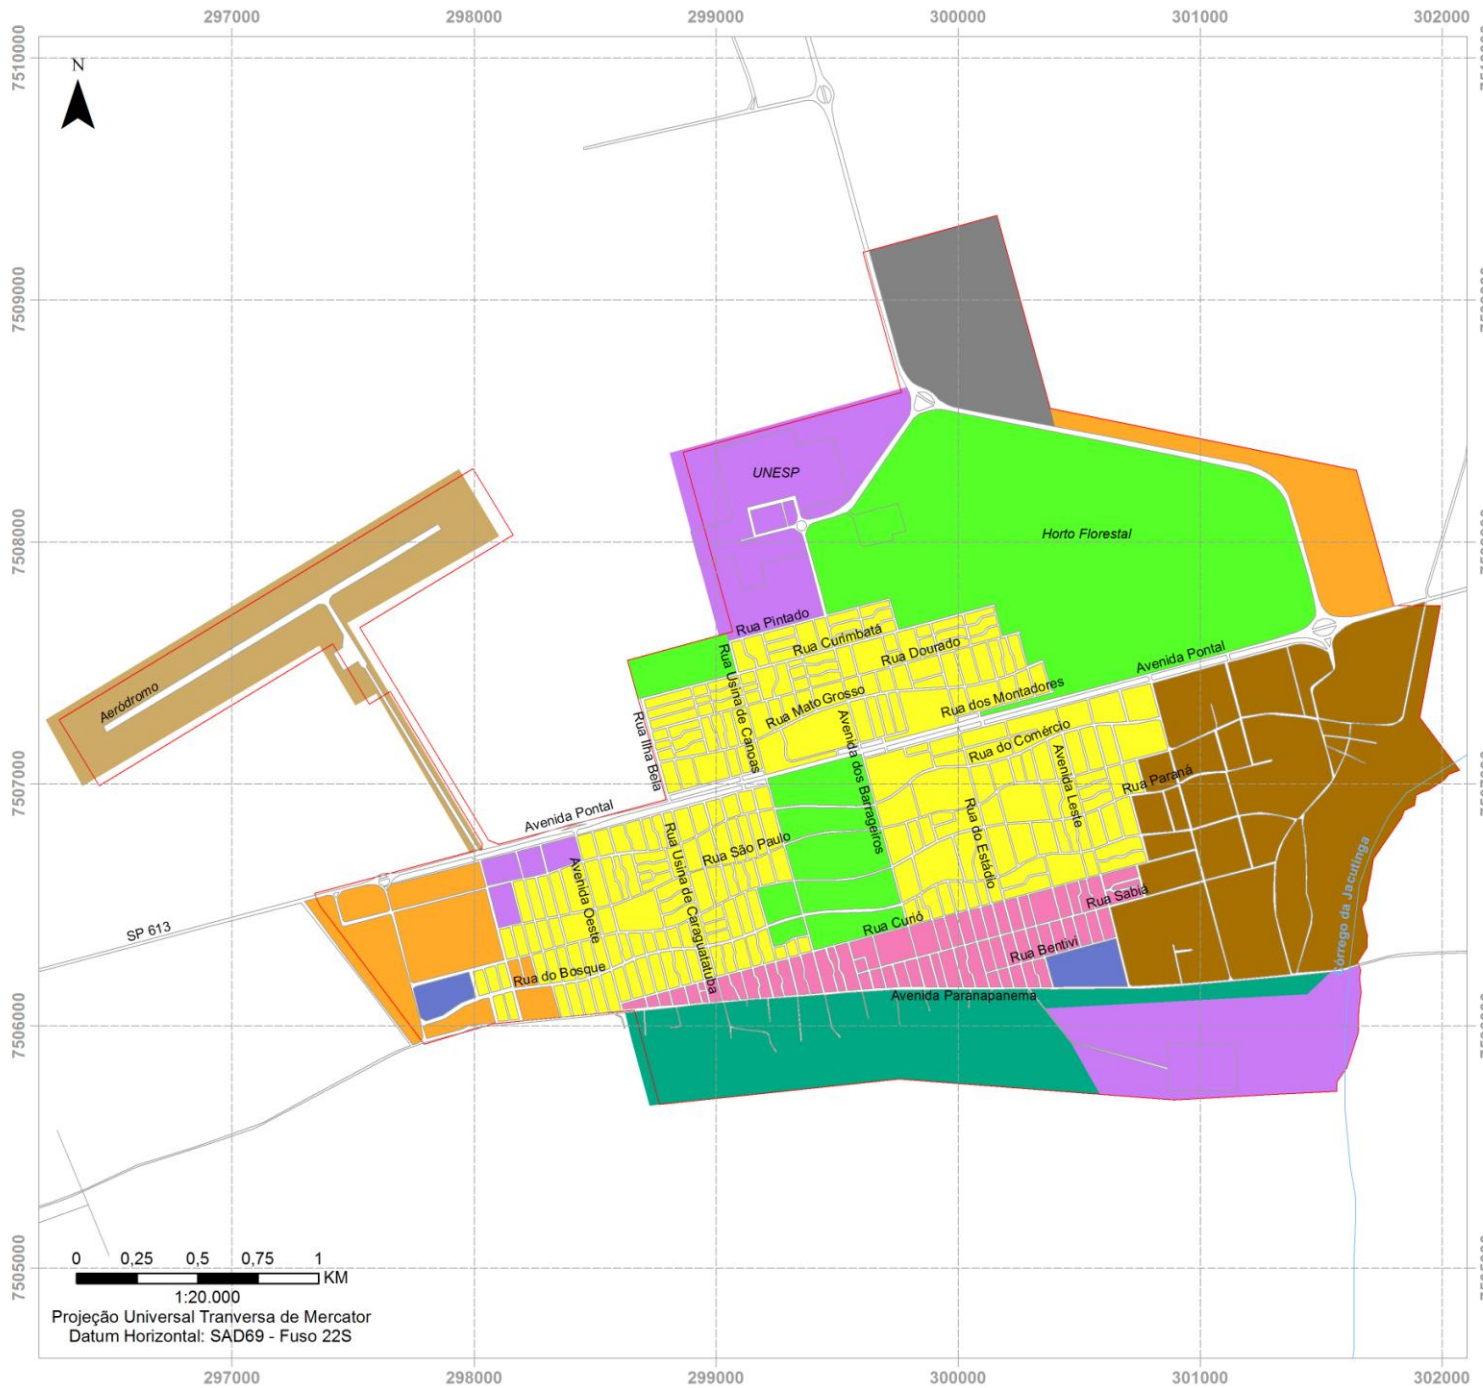 297000 298000 299000 300000 301000 302000
7510000
N
7509000
UNESP
7508000
Horto Florestal
Rua Pintado
Rua Curimbatá
Rua Dourado
Avenida Pontal
Aeródromo
Rua Usina de Canoas
Rua dos Montadores
Rua Mato Grosso
Rua Ilha Bela
Avenida dos Barrageiros
Rua do Comércio
7507000
Avenida Leste
Rua Paraná
Avenida Pontal
Rua do Estádio
Rua São Paulo
Rua Usina de Caraguatatuba
Avenida Oeste
Rua Sabiá
Rua Curió
SP 613
Córrego da Jacutinga
Rua Bentivi
Rua do Bosque
Avenida Paranapanema
7506000
0 0,25 0,5 0,75 1
KM
7505000
1:20.000
Projeção Universal Tranversa de Mercator
Datum Horizontal: SAD69 - Fuso 22S
297000 298000 299000 300000 301000 302000